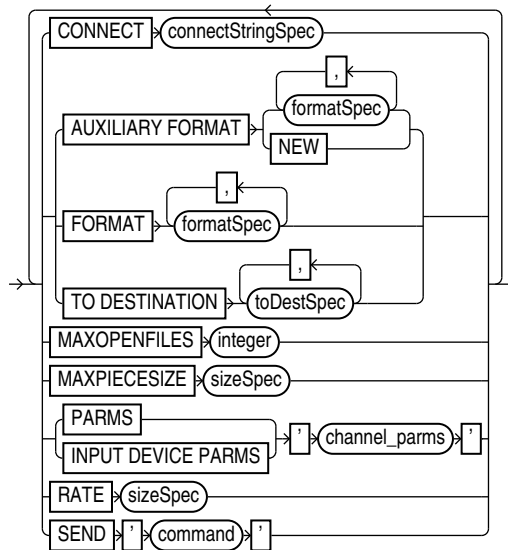 CONNECT connectStringSpec
,
formatSpec
AUXILIARY FORMAT
NEW
,
FORMAT formatSpec
,
TO DESTINATION toDestSpec
MAXOPENFILES integer
MAXPIECESIZE sizeSpec
PARMS
' channel_parms '
INPUT DEVICE PARMS
RATE sizeSpec
SEND ' command '